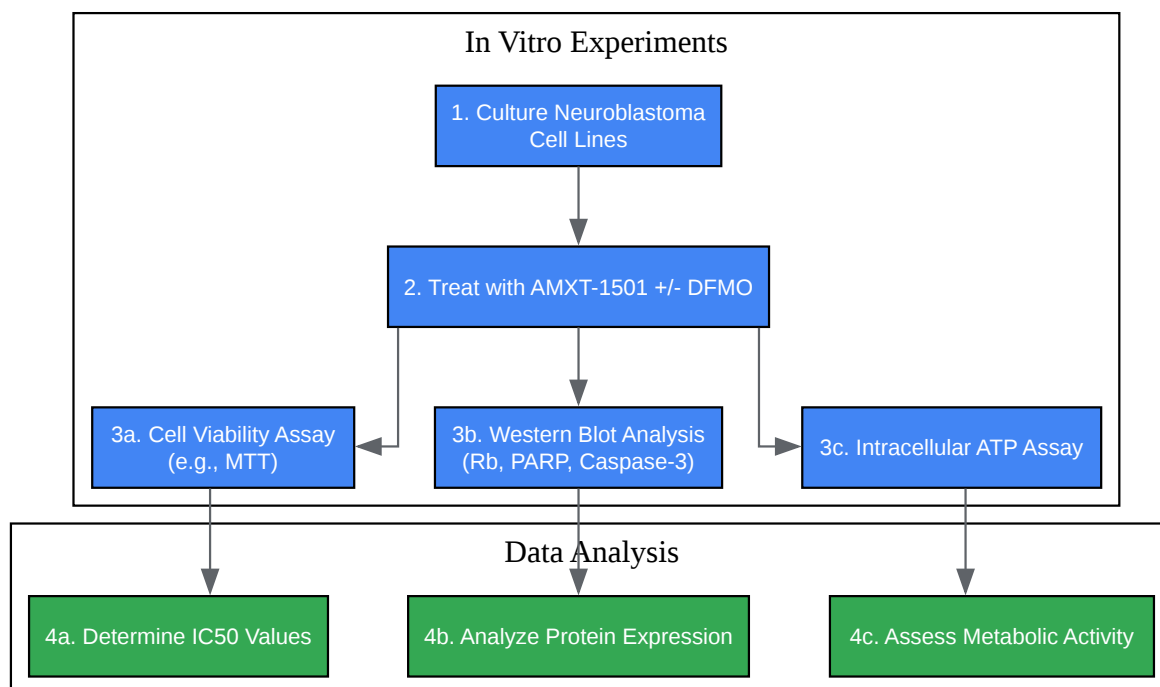 In Vitro Experiments
1. Culture Neuroblastoma
Cell Lines
2. Treat with AMXT-1501 +/- DFMO
3a. Cell Viability Assay
(e.g., MTT)
3b. Western Blot Analysis
(Rb, PARP, Caspase-3)
3c. Intracellular ATP Assay
Data Analysis
4a. Determine IC50 Values
4b. Analyze Protein Expression
4c. Assess Metabolic Activity